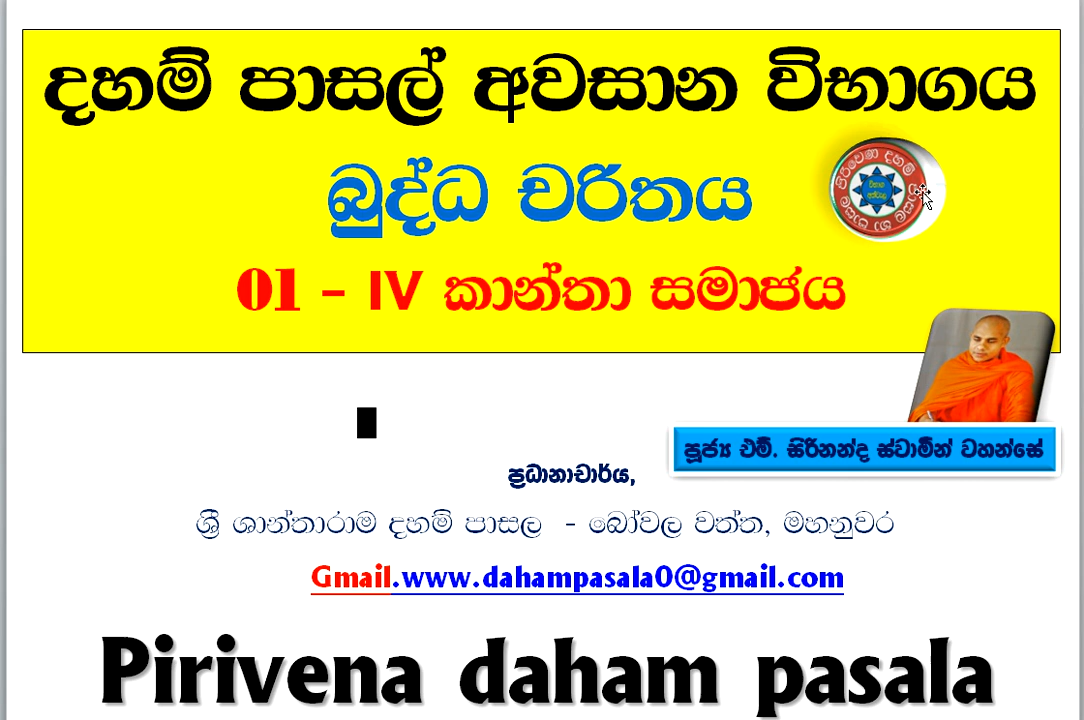 දහම් පාසල් අවසාන විභාගය
බුද්ධ චරිතය
01 - IV කාන්තා සමාජය
පූජ්‍ය එම්. සිරිනන්ද ස්වාමීන් වහන්සේ
ප්‍රධානාචාර්ය,
ශ්‍රී ශාන්තාරාම දහම් පාසල - බෝවල වත්ත, මහනුවර
Gmail.www.dahampasala0@gmail.com
Pirivena daham pasala